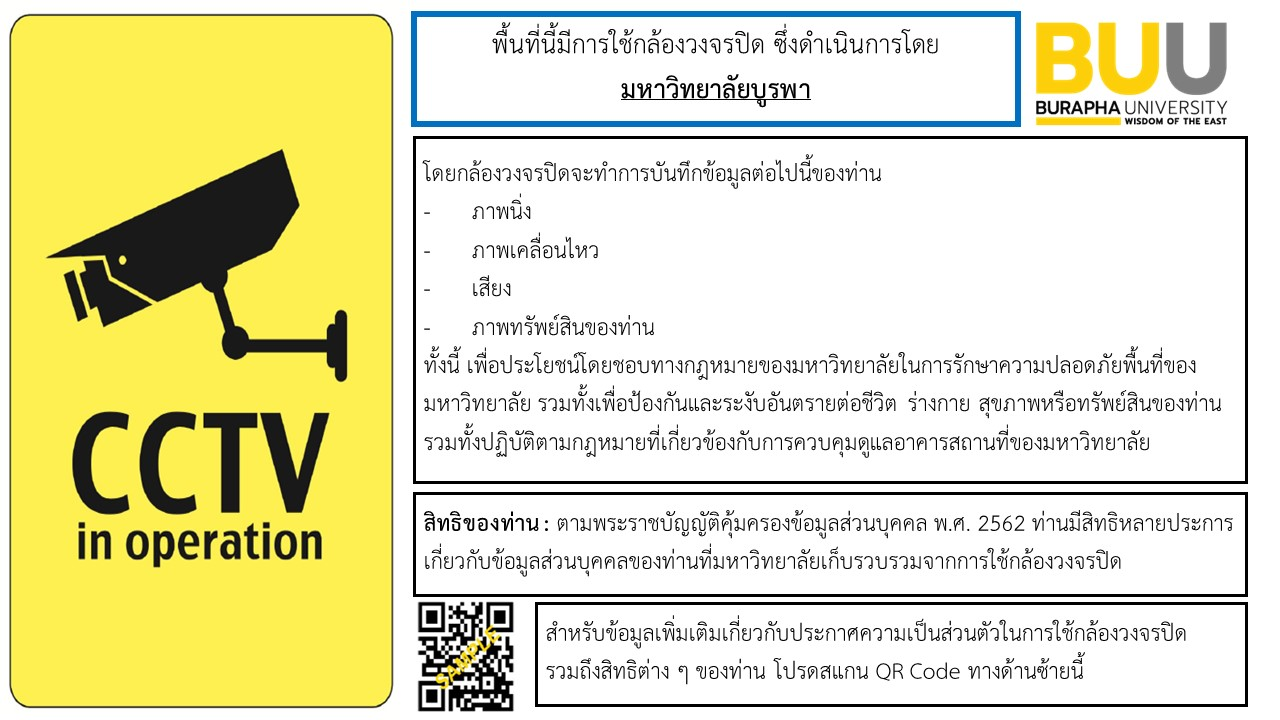 CCTV
in operation
พื้นที่นี้มีการใช้กล้องวงจรปิด ซึ่งดำเนินการโดย
มหาวิทยาลัยบูรพา
BUU
BURAPHA UNIVERSITY
WISDOM OF THE EAST
โดยกล้องวงจรปิดจะทำการบันทึกข้อมูลต่อไปนี้ของท่าน
- ภาพนิ่ง
- ภาพเคลื่อนไหว
- เสียง
- ภาพทรัพย์สินของท่าน
ทั้งนี้ เพื่อประโยชน์โดยชอบทางกฎหมายของมหาวิทยาลัยในการรักษาความปลอดภัยพื้นที่ของ
มหาวิทยาลัย รวมทั้งเพื่อป้องกันและระงับอันตรายต่อชีวิต ร่างกาย สุขภาพหรือทรัพย์สินของท่าน
รวมทั้งปฏิบัติตามกฎหมายที่เกี่ยวข้องกับการควบคุมดูแลอาคารสถานที่ของมหาวิทยาลัย
สิทธิของท่าน : ตามพระราชบัญญัติคุ้มครองข้อมูลส่วนบุคคล พ.ศ. 2562 ท่านมีสิทธิหลายประการ
เกี่ยวกับข้อมูลส่วนบุคคลของท่านที่มหาวิทยาลัยเก็บรวบรวมจากการใช้กล้องวงจรปิด
SAMPLE
สำหรับข้อมูลเพิ่มเติมเกี่ยวกับประกาศความเป็นส่วนตัวในการใช้กล้องวงจรปิด
รวมถึงสิทธิต่าง ๆ ของท่าน โปรดสแกน QR Code ทางด้านซ้ายนี้